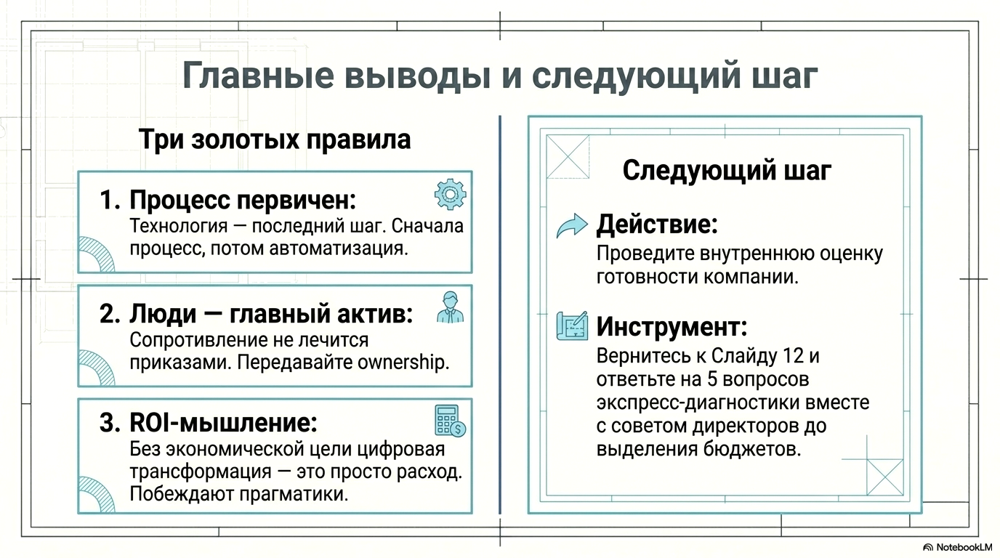 Главные выводы и следующий шаг
Три золотых правила
1. Процесс первичен:
Технология — последний шаг. Сначала
процесс, потом автоматизация.
2. Люди — главный актив:
Сопротивление не лечится
приказами. Передавайте ownership.
3. ROI-мышление:
Без экономической цели цифровая
трансформация — это просто расход.
Побеждают прагматики.
Следующий шаг
Действие:
Проведите внутреннюю оценку
готовности компании.
Инструмент:
Вернитесь к Слайду 12 и
ответьте на 5 вопросов
экспресс-диагностики вместе
с советом директоров до
выделения бюджетов.
NotebookLM